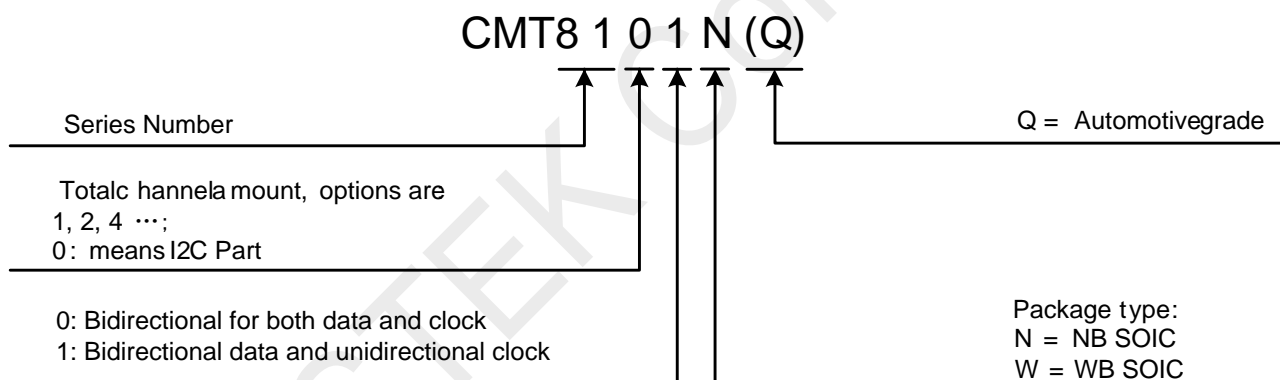 CMT8 1 0 1 N (Q)
Series Number
Q = Automotivegrade
Totalc hannela mount, options are
1, 2, 4 ···;
0: means I2C Part
0: Bidirectional for both data and clock
1: Bidirectional data and unidirectional clock
Package type:
N = NB SOIC
W = WB SOIC